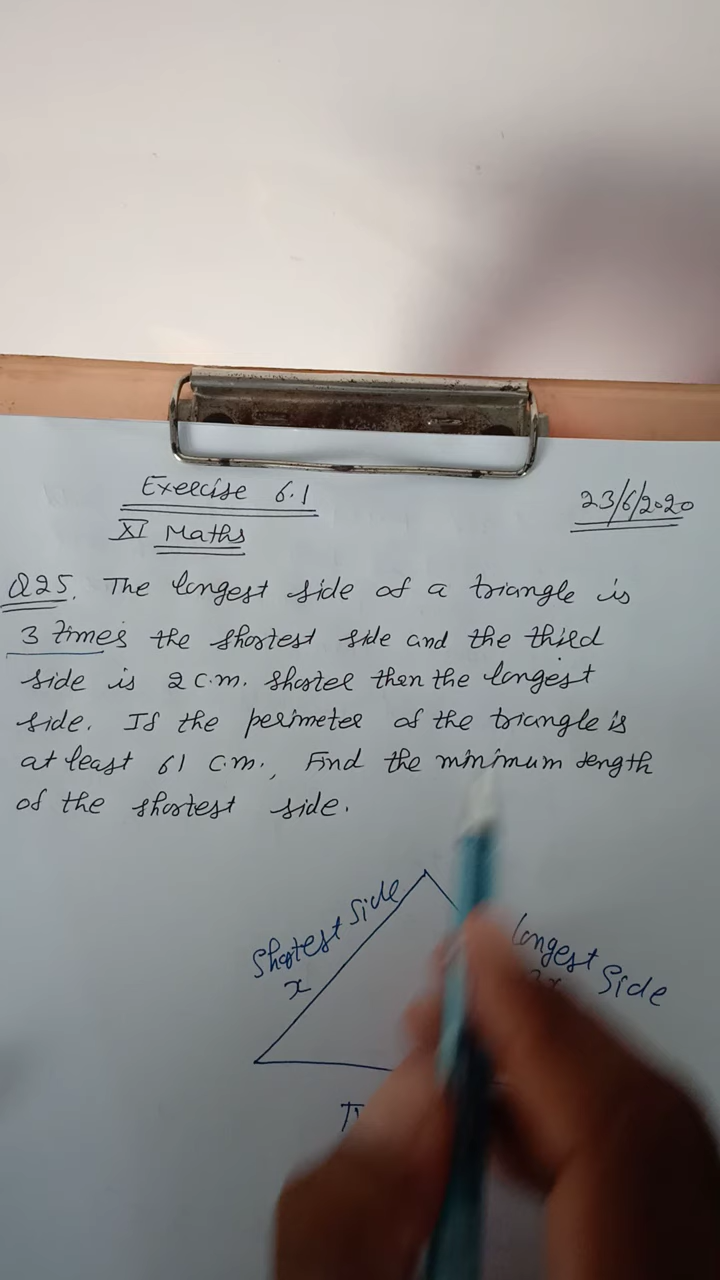 Exercise 6.1
23/6/2020
XI Maths
Q25. The longest side of a triangle is
3 times the shortest side and the third
side is 2 c.m. shorter then the longest
side. If the perimeter of the triangle is
at least 61 c.m., Find the minimum length
of the shortest side.
Shortest Side
x
longest Side